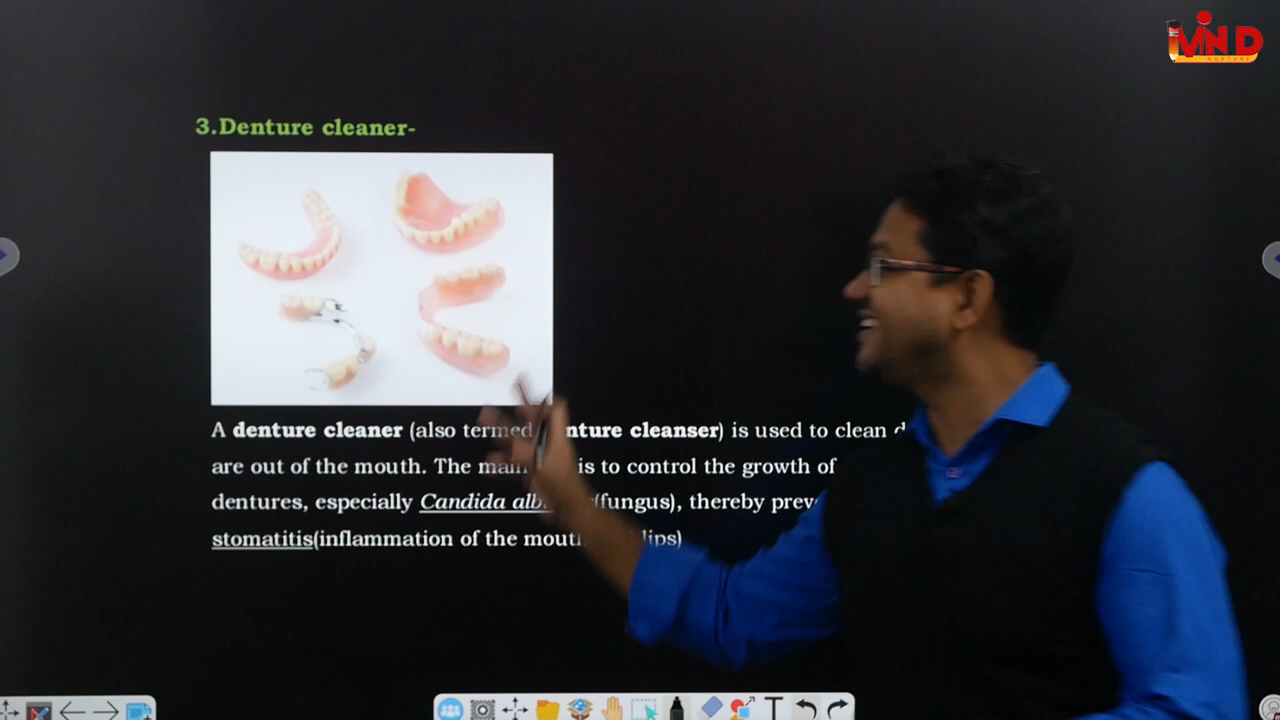 MIND
NURTURE
3.Denture cleaner-
A denture cleaner (also termed nture cleanser) is used to clean d
are out of the mouth. The main is to control the growth of
dentures, especially Candida alb (fungus), thereby prev
stomatitis(inflammation of the mout lips)
T